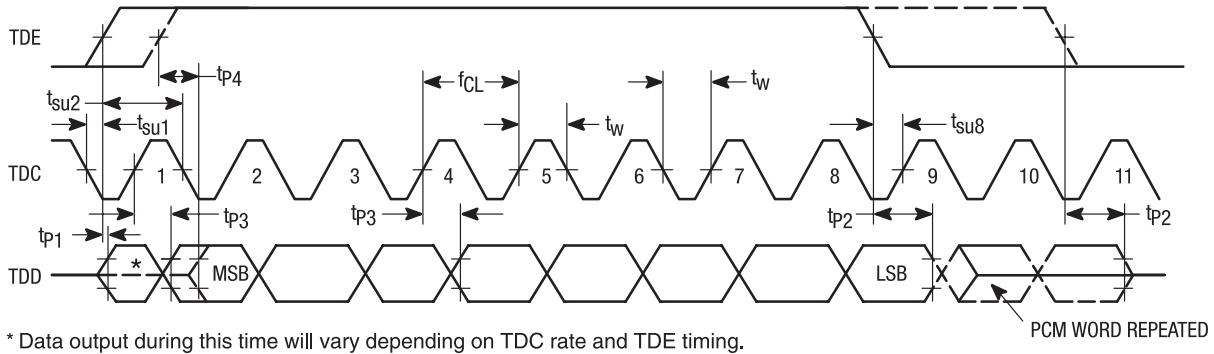 TDE
tP4
fCL
tw
tsu2
tsu1
tw
tsu8
TDC
1 2 3 4 5 6 7 8 9 10 11
tP3
tP3
tP2
tP2
tP1
TDD
* MSB LSB
PCM WORD REPEATED
* Data output during this time will vary depending on TDC rate and TDE timing.